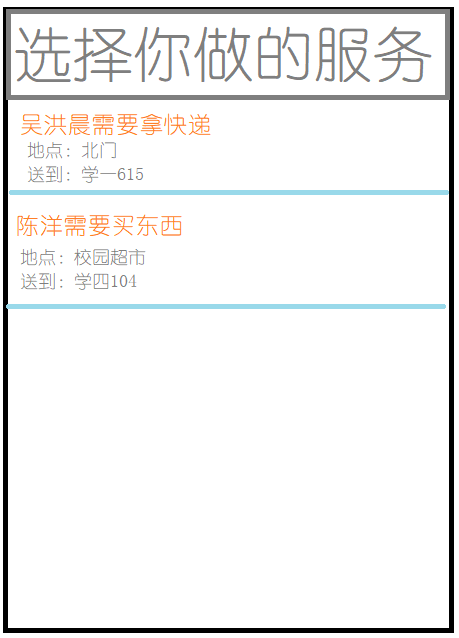 选择你做的服务
吴洪晨需要拿快递
地点：北门
送到：学一615
陈洋需要买东西
地点：校园超市
送到：学四104